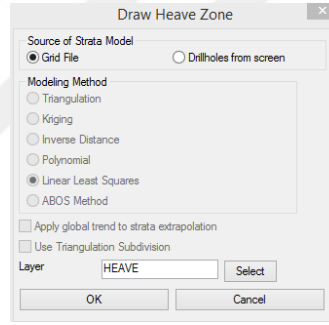 Draw Heave Zone
Source of Strata Model
Grid File Drillholes from screen
Modeling Method
Triangulation
Kriging
Inverse Distance
Polynomial
Linear Least Squares
ABOS Method
Apply global trend to strata extrapolation
Use Triangulation Subdivision
Layer HEAVE Select
OK Cancel